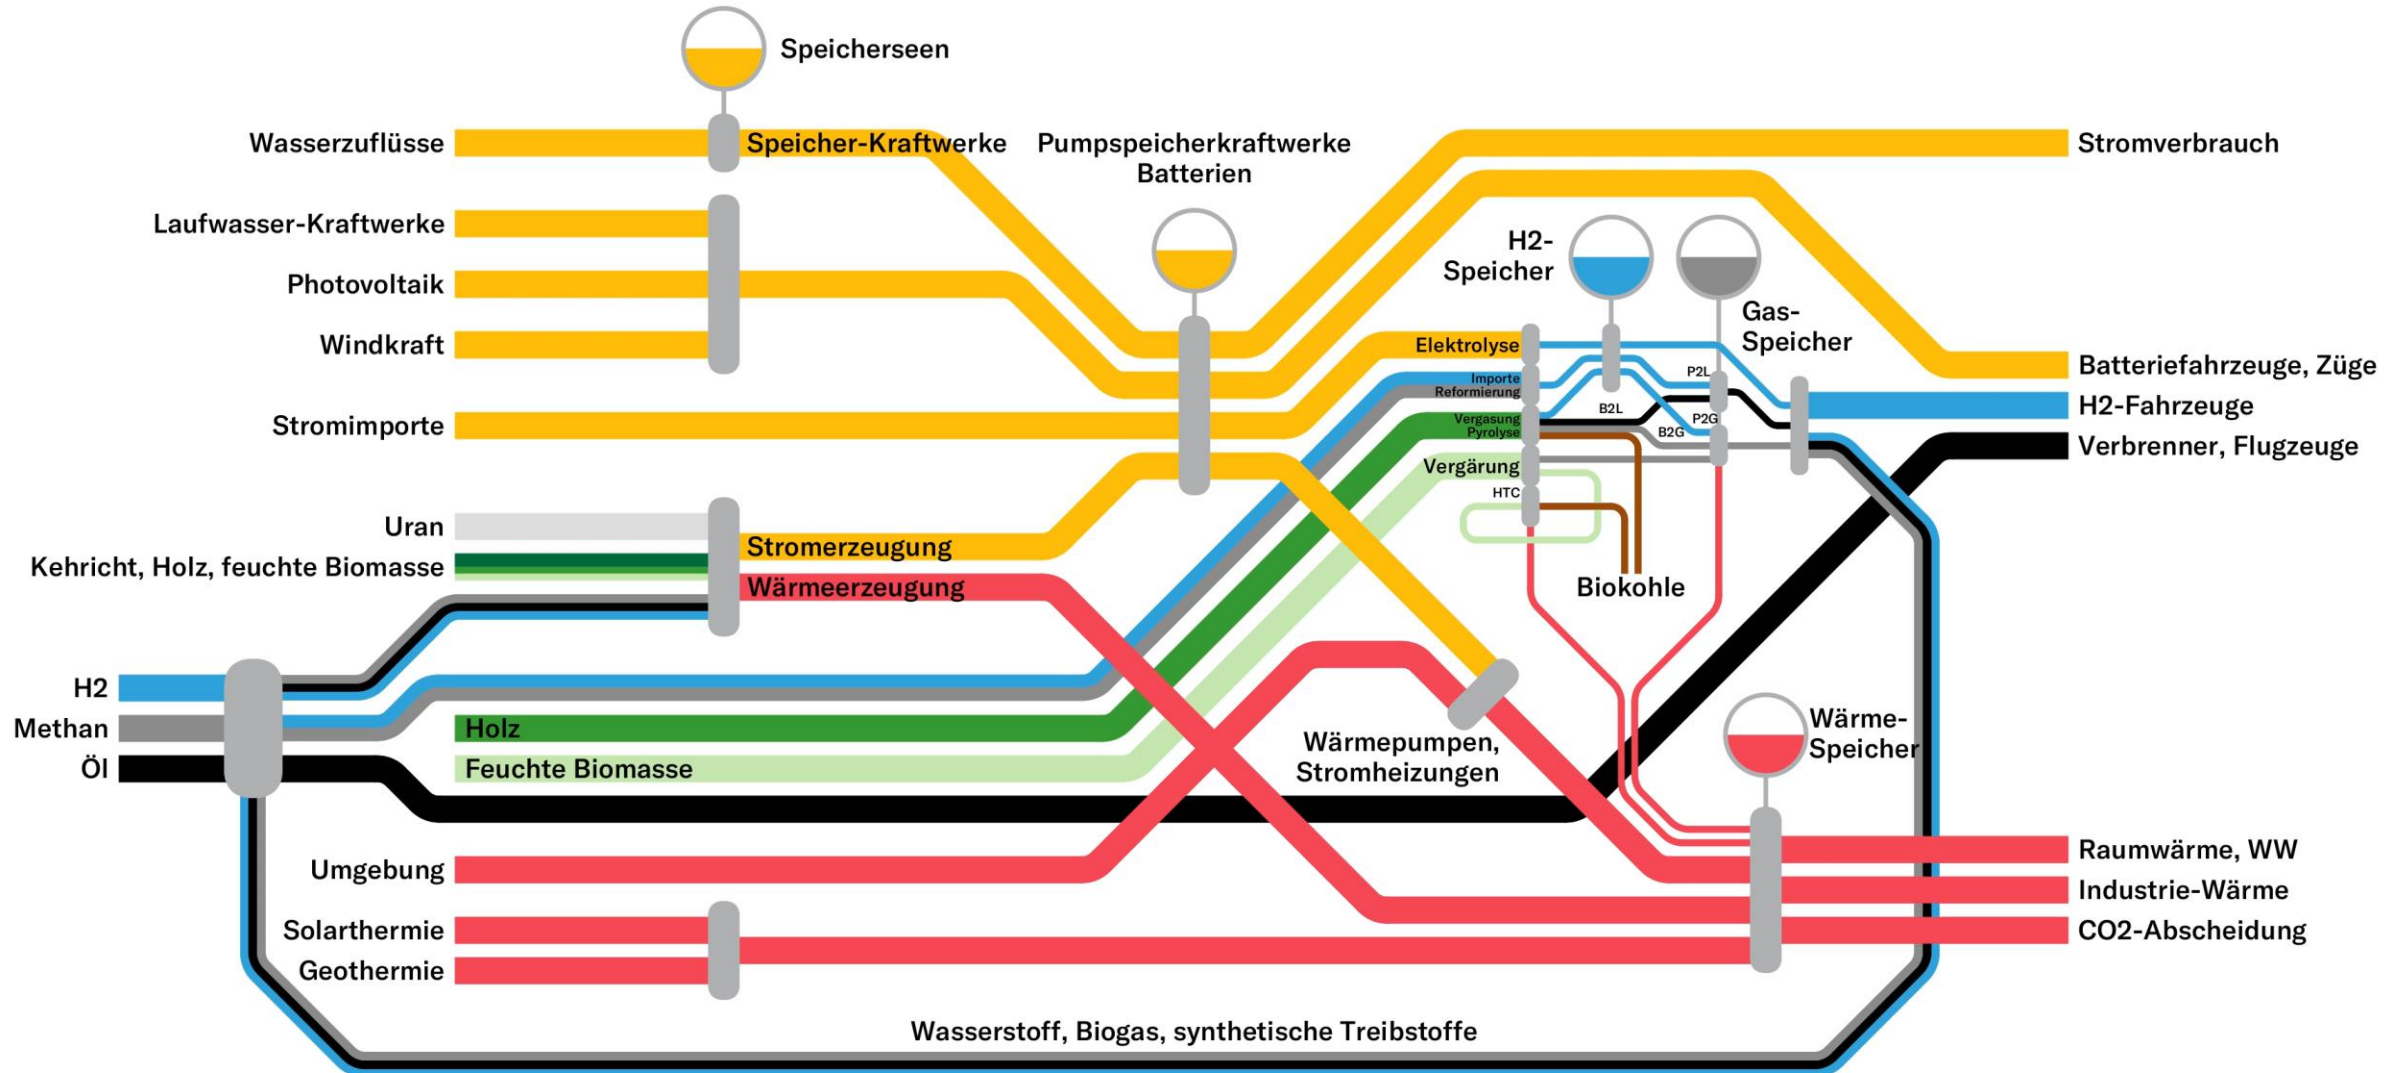 Speicherseen
Wasserzuflüsse
Speicher-Kraftwerke
Pumpspeicherkraftwerke
Batterien
Stromverbrauch
Laufwasser-Kraftwerke
Photovoltaik
Windkraft
H2-
Speicher
Gas-
Speicher
Elektrolyse
Importe
Reformierung
P2L
Batteriefahrzeuge, Züge
H2-Fahrzeuge
Verbrenner, Flugzeuge
Stromimporte
Vergasung
Pyrolyse
B2L
P2G
B2G
Vergärung
HTC
Uran
Kehricht, Holz, feuchte Biomasse
Stromerzeugung
Wärmeerzeugung
Biokohle
H2
Methan
Öl
Holz
Feuchte Biomasse
Wärmepumpen,
Stromheizungen
Wärme-
Speicher
Umgebung
Solarthermie
Geothermie
Raumwärme, WW
Industrie-Wärme
CO2-Abscheidung
Wasserstoff, Biogas, synthetische Treibstoffe